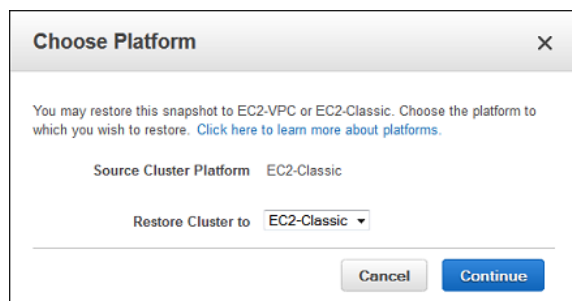 Choose Platform
You may restore this snapshot to EC2-VPC or EC2-Classic. Choose the platform to
which you wish to restore. Click here to learn more about platforms.
Source Cluster Platform EC2-Classic
Restore Cluster to EC2-Classic
Cancel Continue